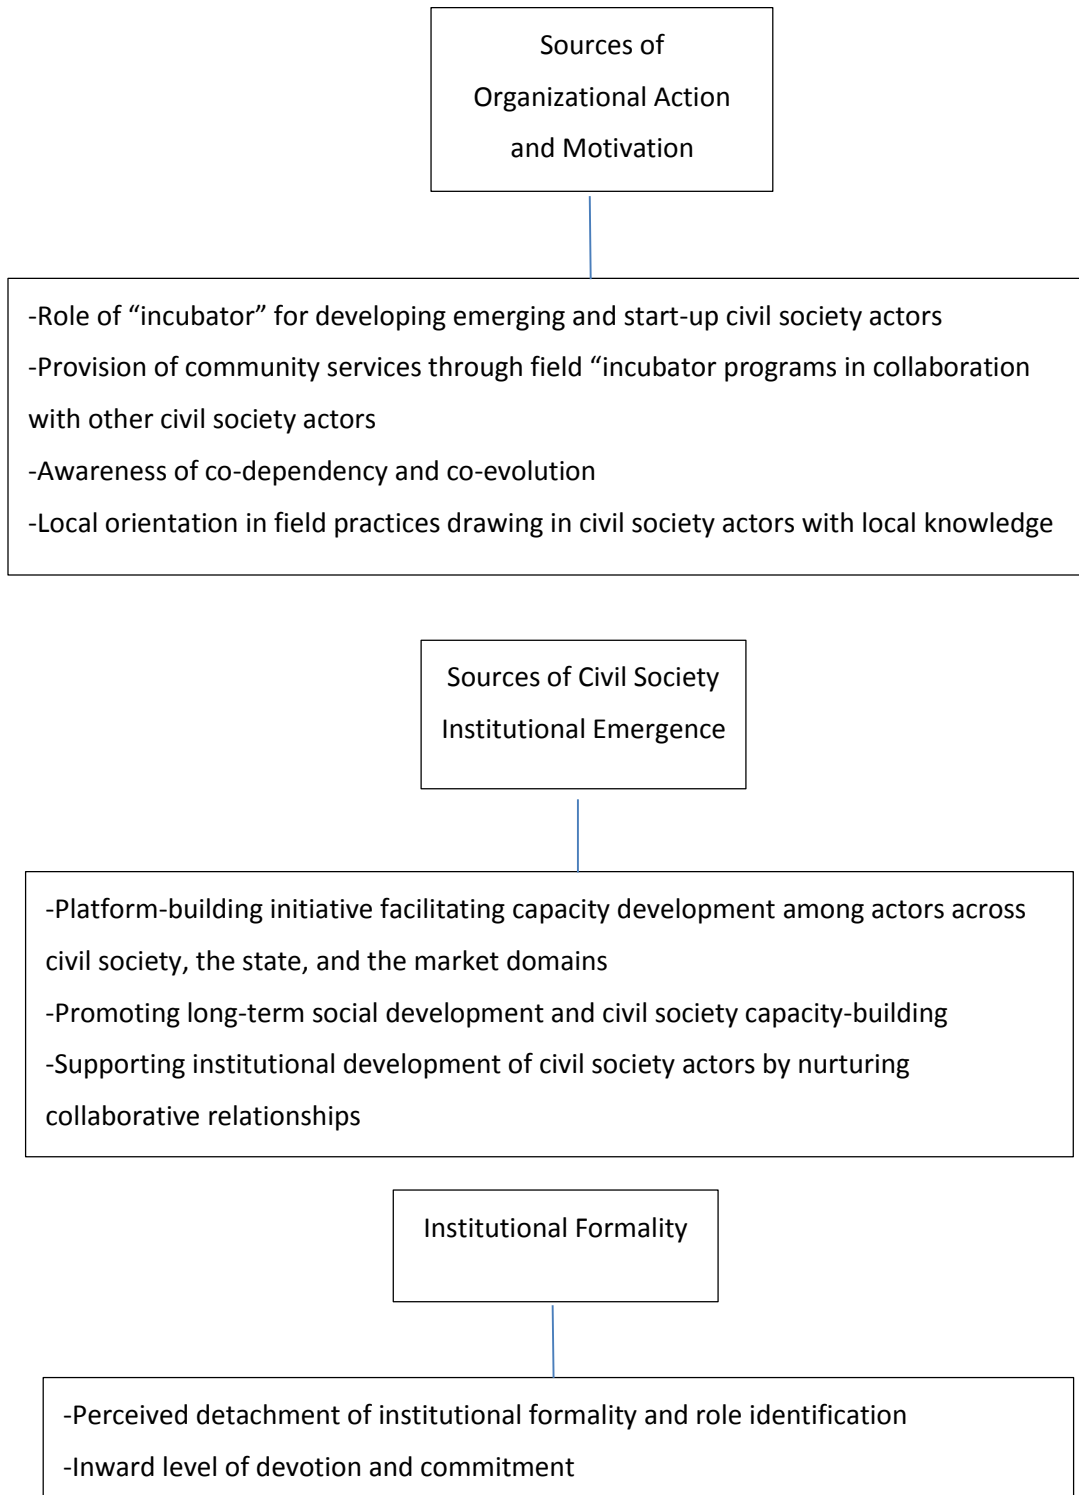 Sources of
Organizational Action
and Motivation
-Role of “incubator” for developing emerging and start-up civil society actors
-Provision of community services through field “incubator programs in collaboration
with other civil society actors
-Awareness of co-dependency and co-evolution
-Local orientation in field practices drawing in civil society actors with local knowledge
Sources of Civil Society
Institutional Emergence
-Platform-building initiative facilitating capacity development among actors across
civil society, the state, and the market domains
-Promoting long-term social development and civil society capacity-building
-Supporting institutional development of civil society actors by nurturing
collaborative relationships
Institutional Formality
-Perceived detachment of institutional formality and role identification
-Inward level of devotion and commitment